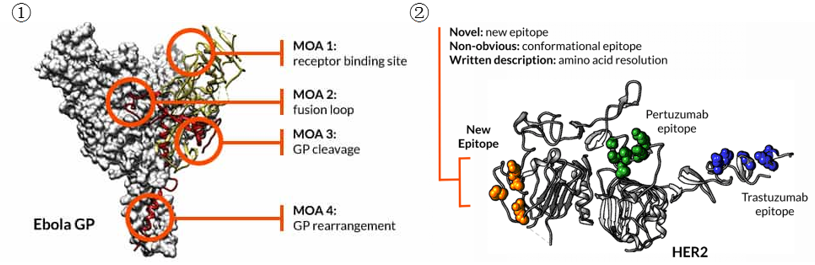 ①
MOA 1:
receptor binding site
MOA 2:
fusion loop
MOA 3:
GP cleavage
MOA 4:
GP rearrangement
Ebola GP
②
Novel: new epitope
Non-obvious: conformational epitope
Written description: amino acid resolution
New
Epitope
Pertuzumab
epitope
Trastuzumab
epitope
HER2